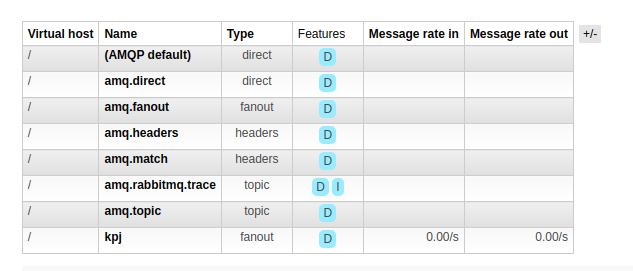 Virtual host Name Type Features Message rate in Message rate out +/-
/ (AMQP default) direct D
/ amq.direct direct D
/ amq.fanout fanout D
/ amq.headers headers D
/ amq.match headers D
/ amq.rabbitmq.trace topic D I
/ amq.topic topic D
/ kpj fanout D 0.00/s 0.00/s